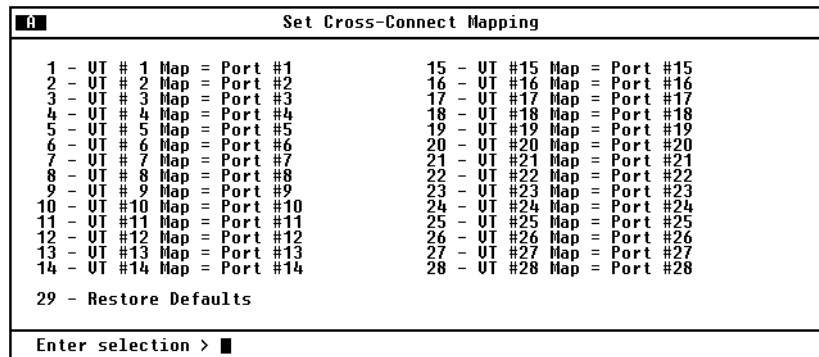 A Set Cross-Connect Mapping
1 - VT # 1 Map = Port #1 15 - VT #15 Map = Port #15
2 - VT # 2 Map = Port #2 16 - VT #16 Map = Port #16
3 - VT # 3 Map = Port #3 17 - VT #17 Map = Port #17
4 - VT # 4 Map = Port #4 18 - VT #18 Map = Port #18
5 - VT # 5 Map = Port #5 19 - VT #19 Map = Port #19
6 - VT # 6 Map = Port #6 20 - VT #20 Map = Port #20
7 - VT # 7 Map = Port #7 21 - VT #21 Map = Port #21
8 - VT # 8 Map = Port #8 22 - VT #22 Map = Port #22
9 - VT # 9 Map = Port #9 23 - VT #23 Map = Port #23
10 - VT #10 Map = Port #10 24 - VT #24 Map = Port #24
11 - VT #11 Map = Port #11 25 - VT #25 Map = Port #25
12 - VT #12 Map = Port #12 26 - VT #26 Map = Port #26
13 - VT #13 Map = Port #13 27 - VT #27 Map = Port #27
14 - VT #14 Map = Port #14 28 - VT #28 Map = Port #28
29 - Restore Defaults
Enter selection >